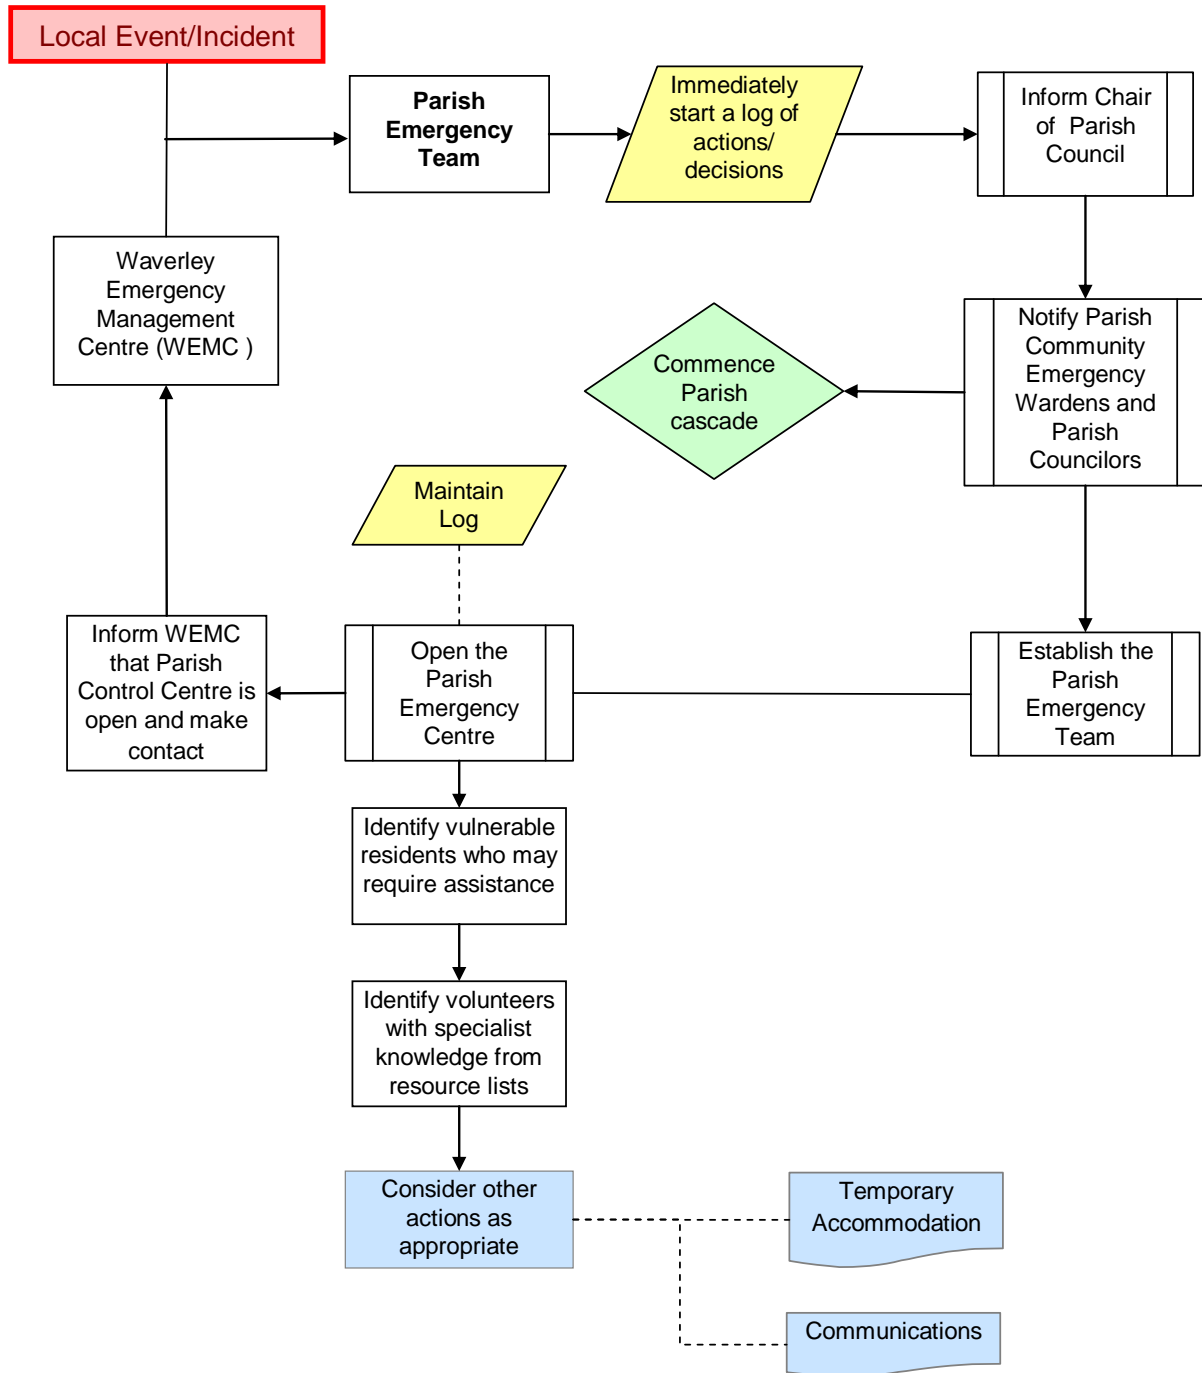 Local Event/Incident
Parish
Emergency
Team
Immediately
start a log of
actions/
decisions
Inform Chair
of Parish
Council
Waverley
Emergency
Management
Centre (WEMC )
Commence
Parish
cascade
Notify Parish
Community
Emergency
Wardens and
Parish
Councilors
Maintain
Log
Inform WEMC
that Parish
Control Centre is
open and make
contact
Open the
Parish
Emergency
Centre
Establish the
Parish
Emergency
Team
Identify vulnerable
residents who may
require assistance
Identify volunteers
with specialist
knowledge from
resource lists
Consider other
actions as
appropriate
Temporary
Accommodation
Communications